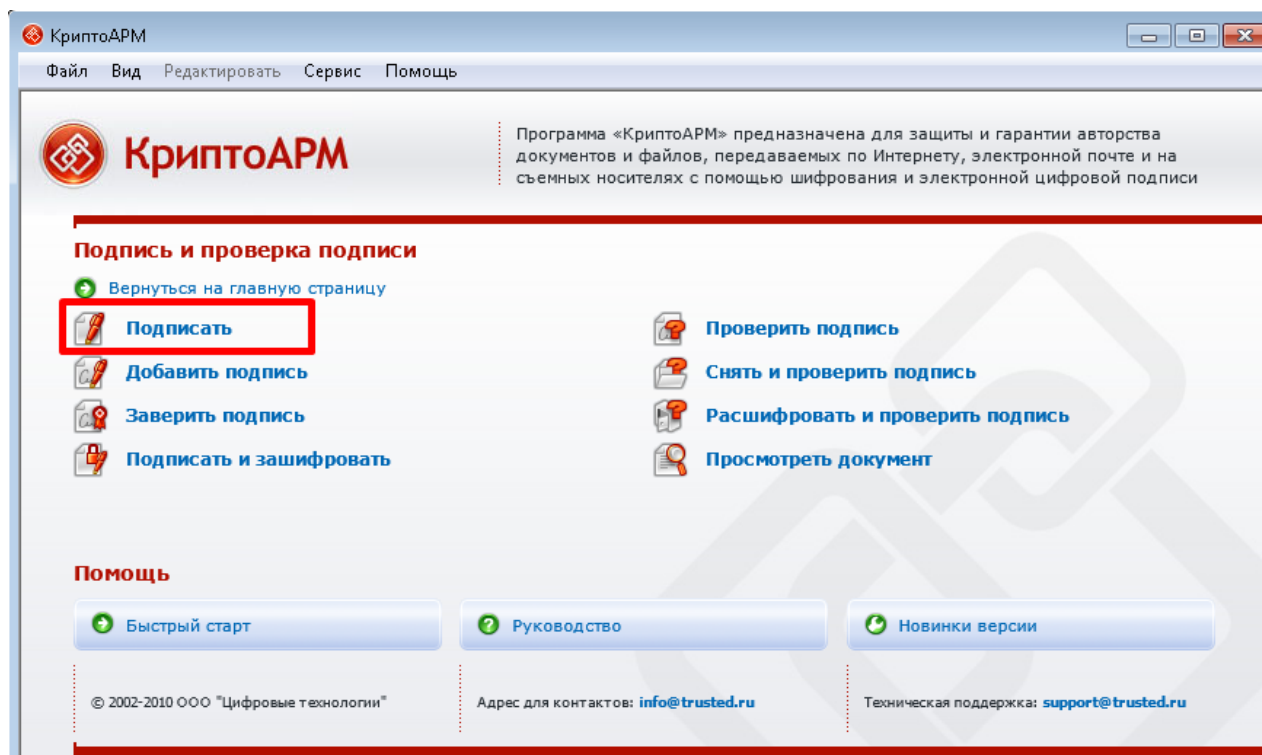 КриптоАРМ
Файл Вид Редактировать Сервис Помощь
КриптоАРМ
Программа «КриптоАРМ» предназначена для защиты и гарантии авторства
документов и файлов, передаваемых по Интернету, электронной почте и на
съемных носителях с помощью шифрования и электронной цифровой подписи
Подпись и проверка подписи
Вернуться на главную страницу
Подписать
Проверить подпись
Добавить подпись
Снять и проверить подпись
Заверить подпись
Расшифровать и проверить подпись
Подписать и зашифровать
Просмотреть документ
Помощь
Быстрый старт
Руководство
Новинки версии
© 2002-2010 ООО "Цифровые технологии"
Адрес для контактов: info@trusted.ru
Техническая поддержка: support@trusted.ru